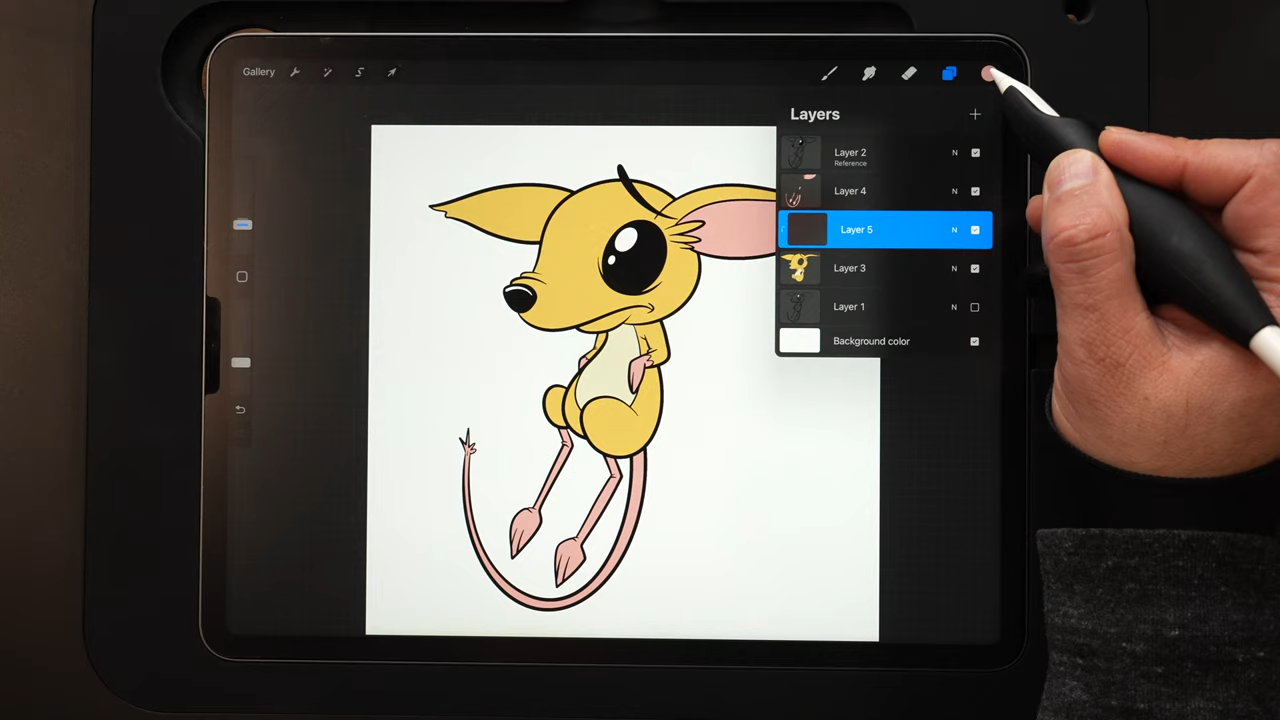 Gallery
Layers
Layer 2 N
Reference
Layer 4 N
Layer 5 N
Layer 3 N
Layer 1 N
Background color